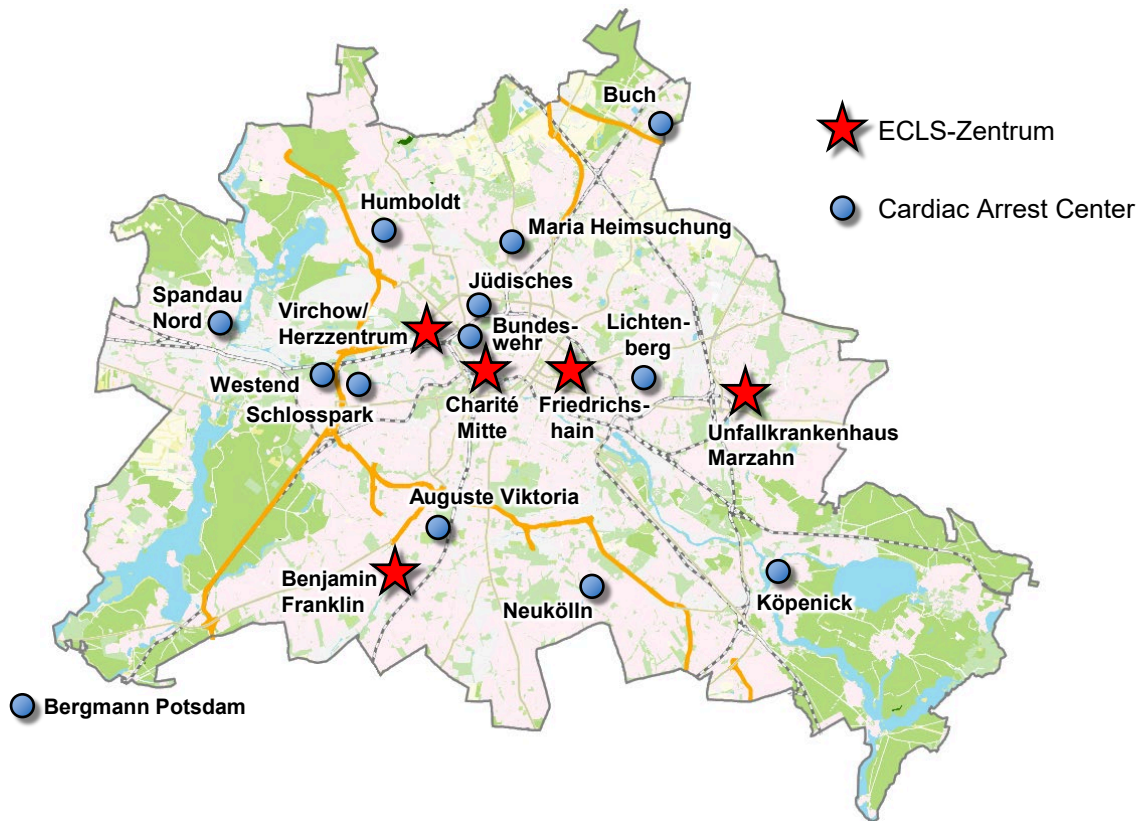 Buch
ECLS-Zentrum
Cardiac Arrest Center
Humboldt
Maria Heimsuchung
Jüdisches
Spandau
Nord
Virchow/
Herzzentrum
Bundes-
wehr
Lichten-
berg
Westend
Schlosspark
Charité
Mitte
Friedrichs-
hain
Unfallkrankenhaus
Marzahn
Auguste Viktoria
Benjamin
Franklin
Neukölln
Köpenick
Bergmann Potsdam